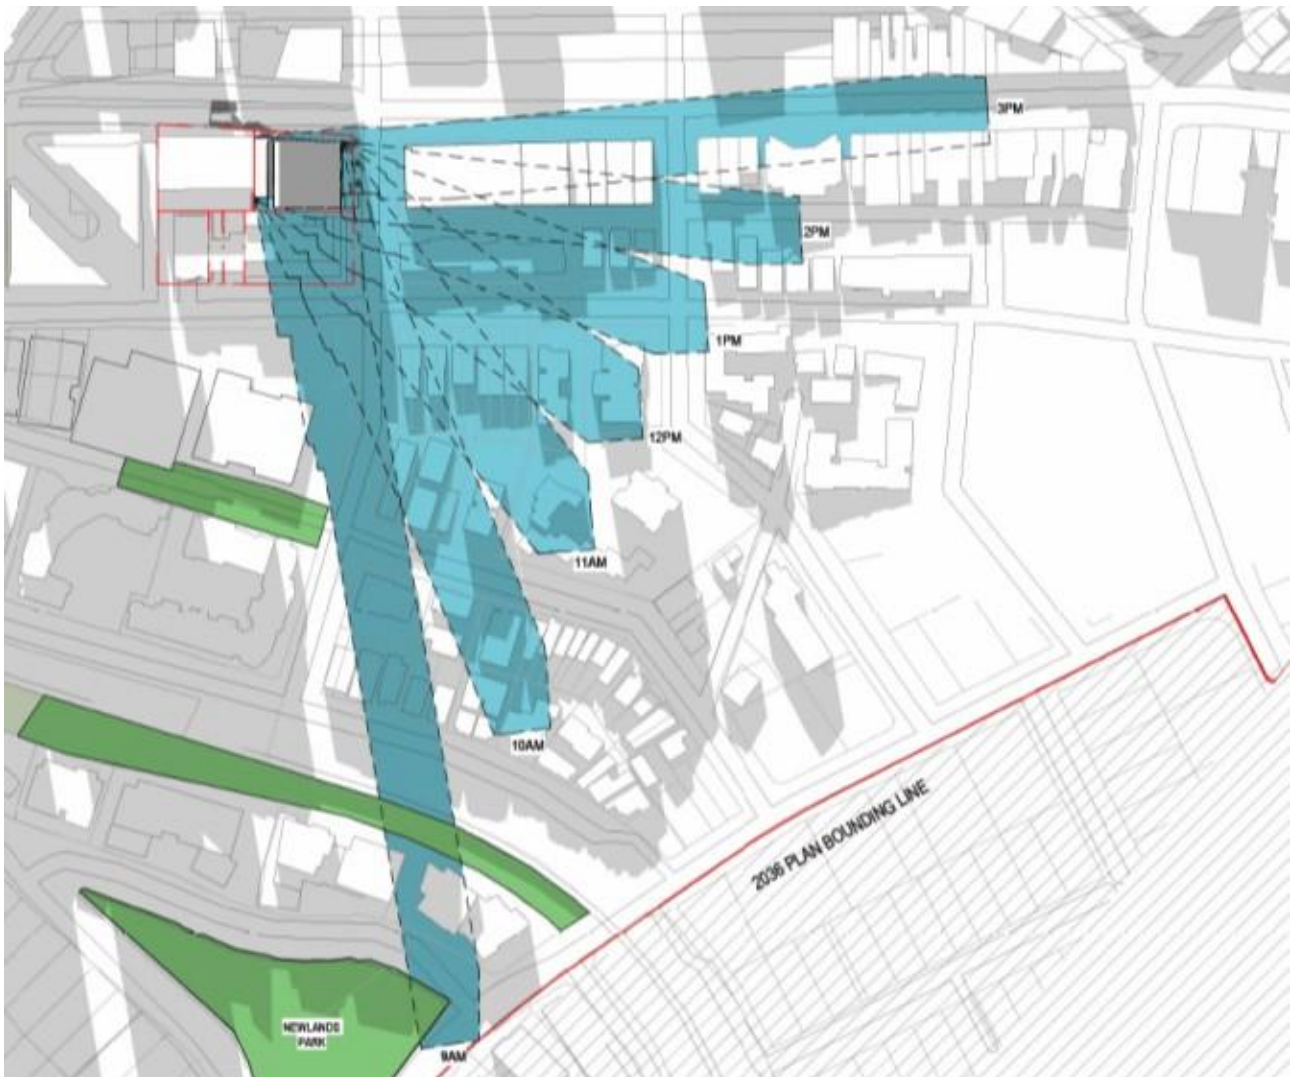 3PM
2PM
1PM
12PM
11AM
10AM
2036 PLAN BOUNDING LINE
NEWLANDS
PARK
9AM